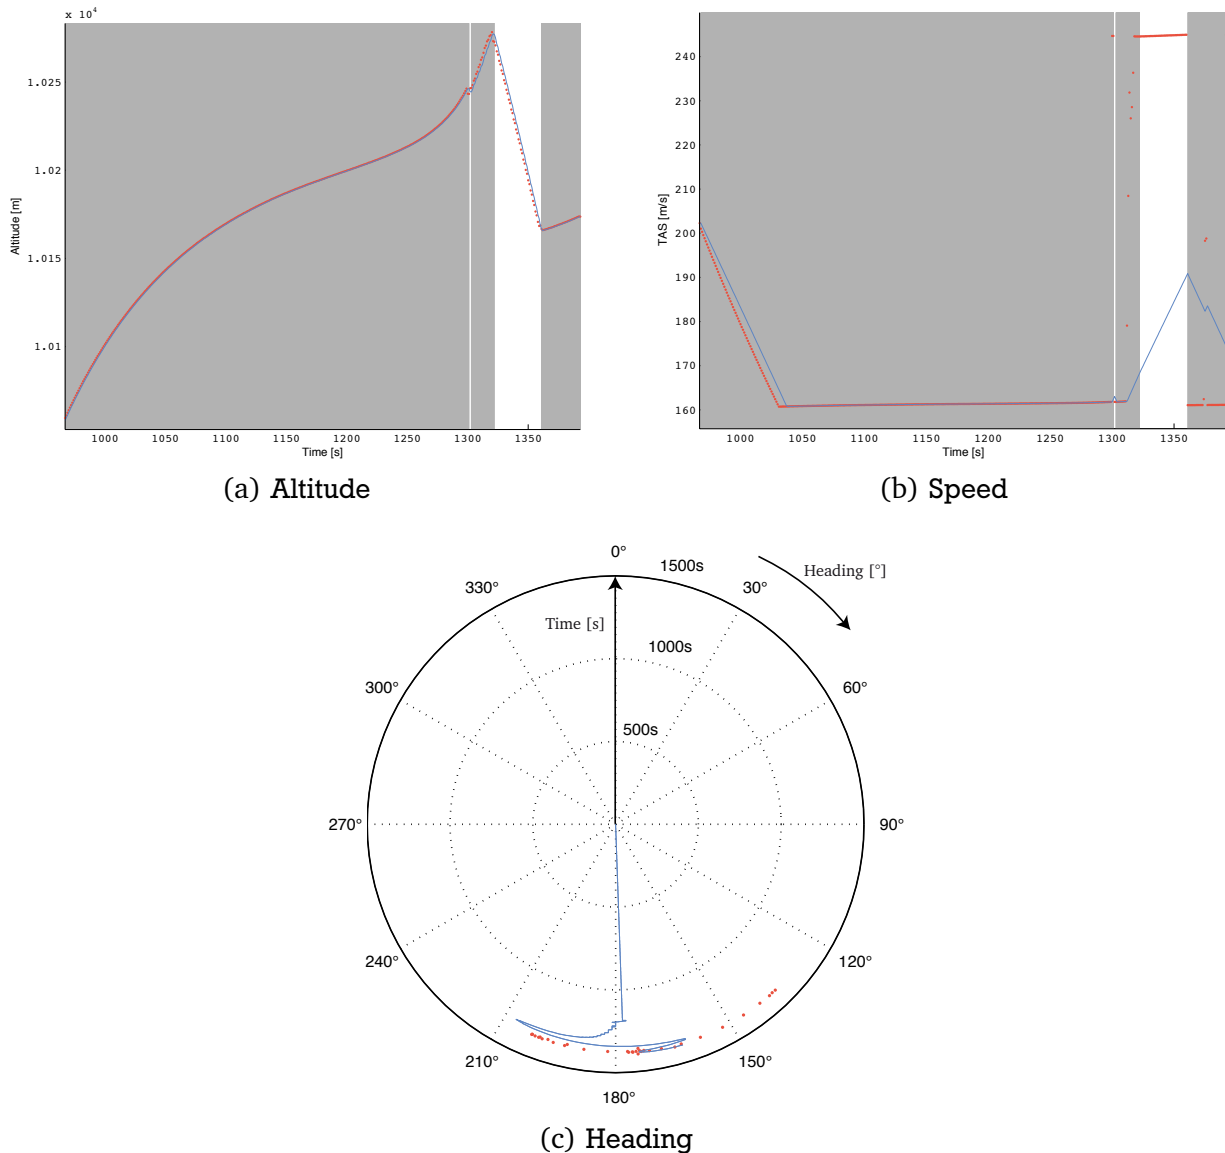 x 10⁴
1.025
1.02
1.015
1.01
Altitude [m]
1000 1050 1100 1150 1200 1250 1300 1350
Time [s]
(a) Altitude
240
230
220
210
200
190
180
170
160
TAS [m/s]
1000 1050 1100 1150 1200 1250 1300 1350
Time [s]
(b) Speed
0°
1500s
Heading [°]
330°
30°
Time [s]
1000s
300°
60°
500s
270°
90°
240°
120°
210°
150°
180°
(c) Heading